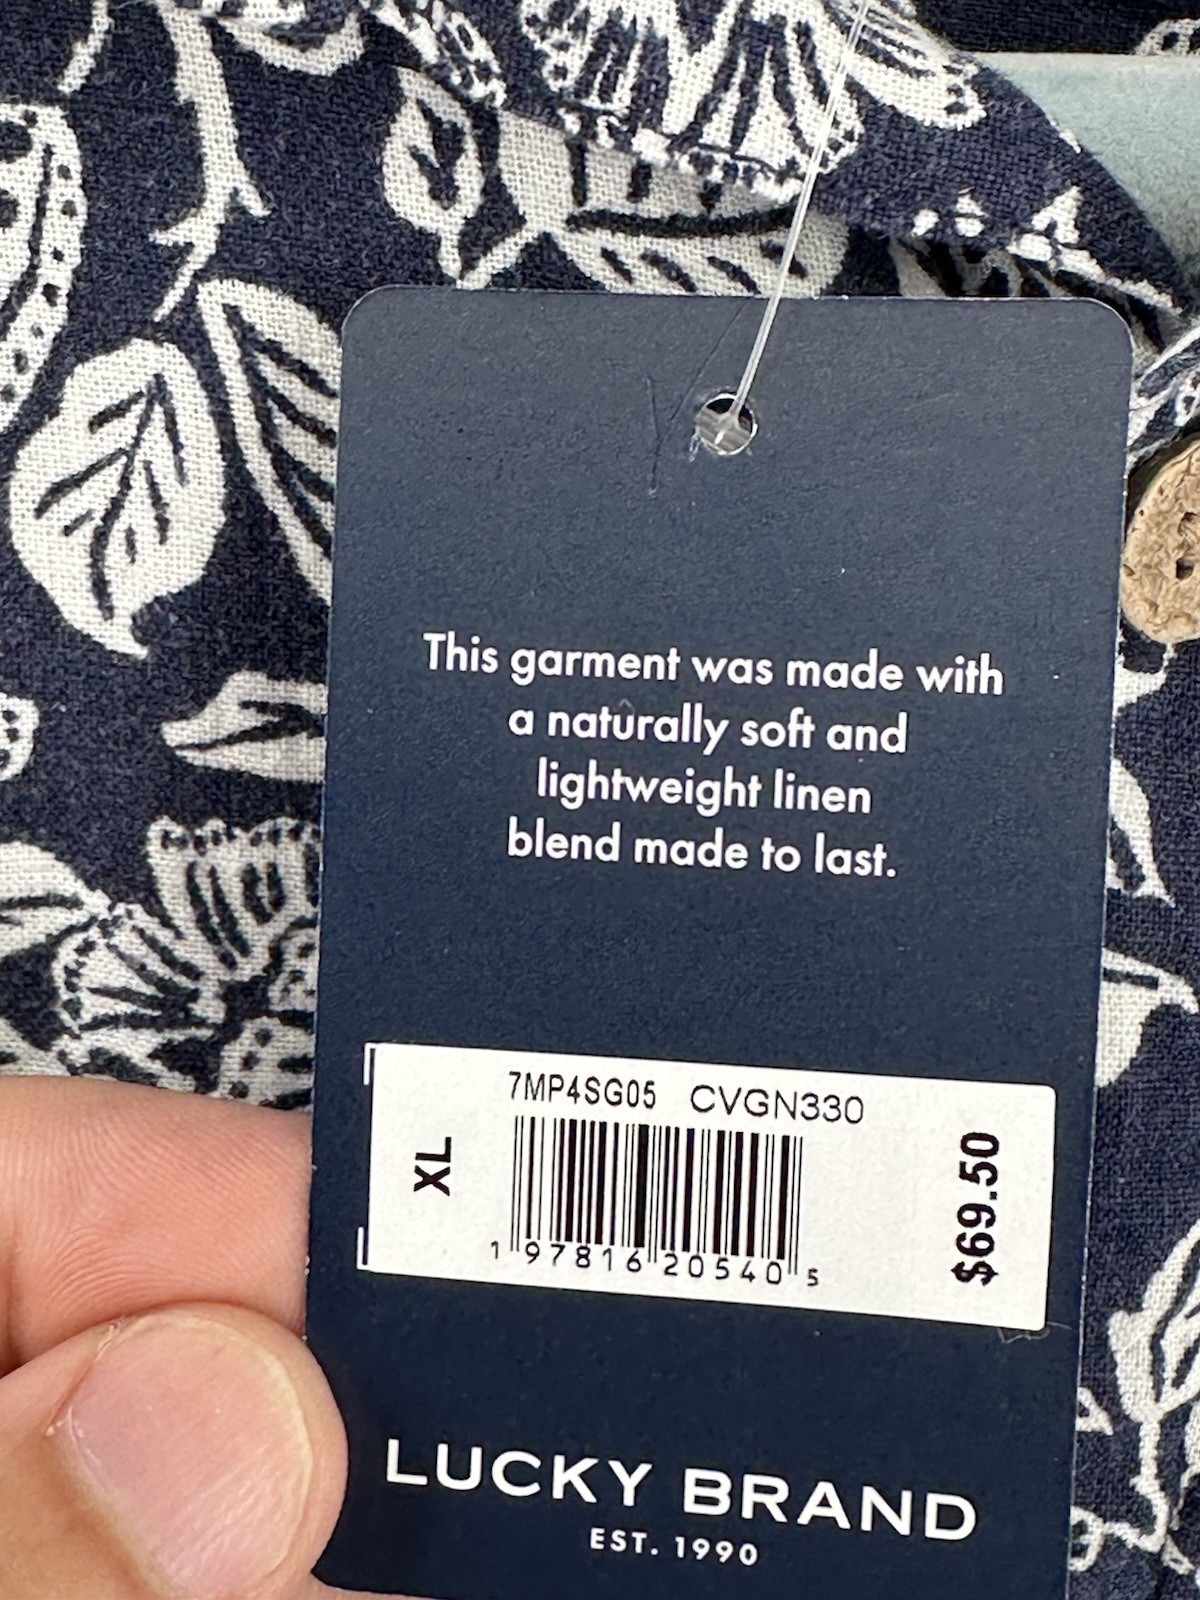 This garment was made with
a naturally soft and
lightweight linen
blend made to last.
7MP4SG05 CVGN330
XL
$69.50
1 97816 20540 5
LUCKY BRAND
EST. 1990